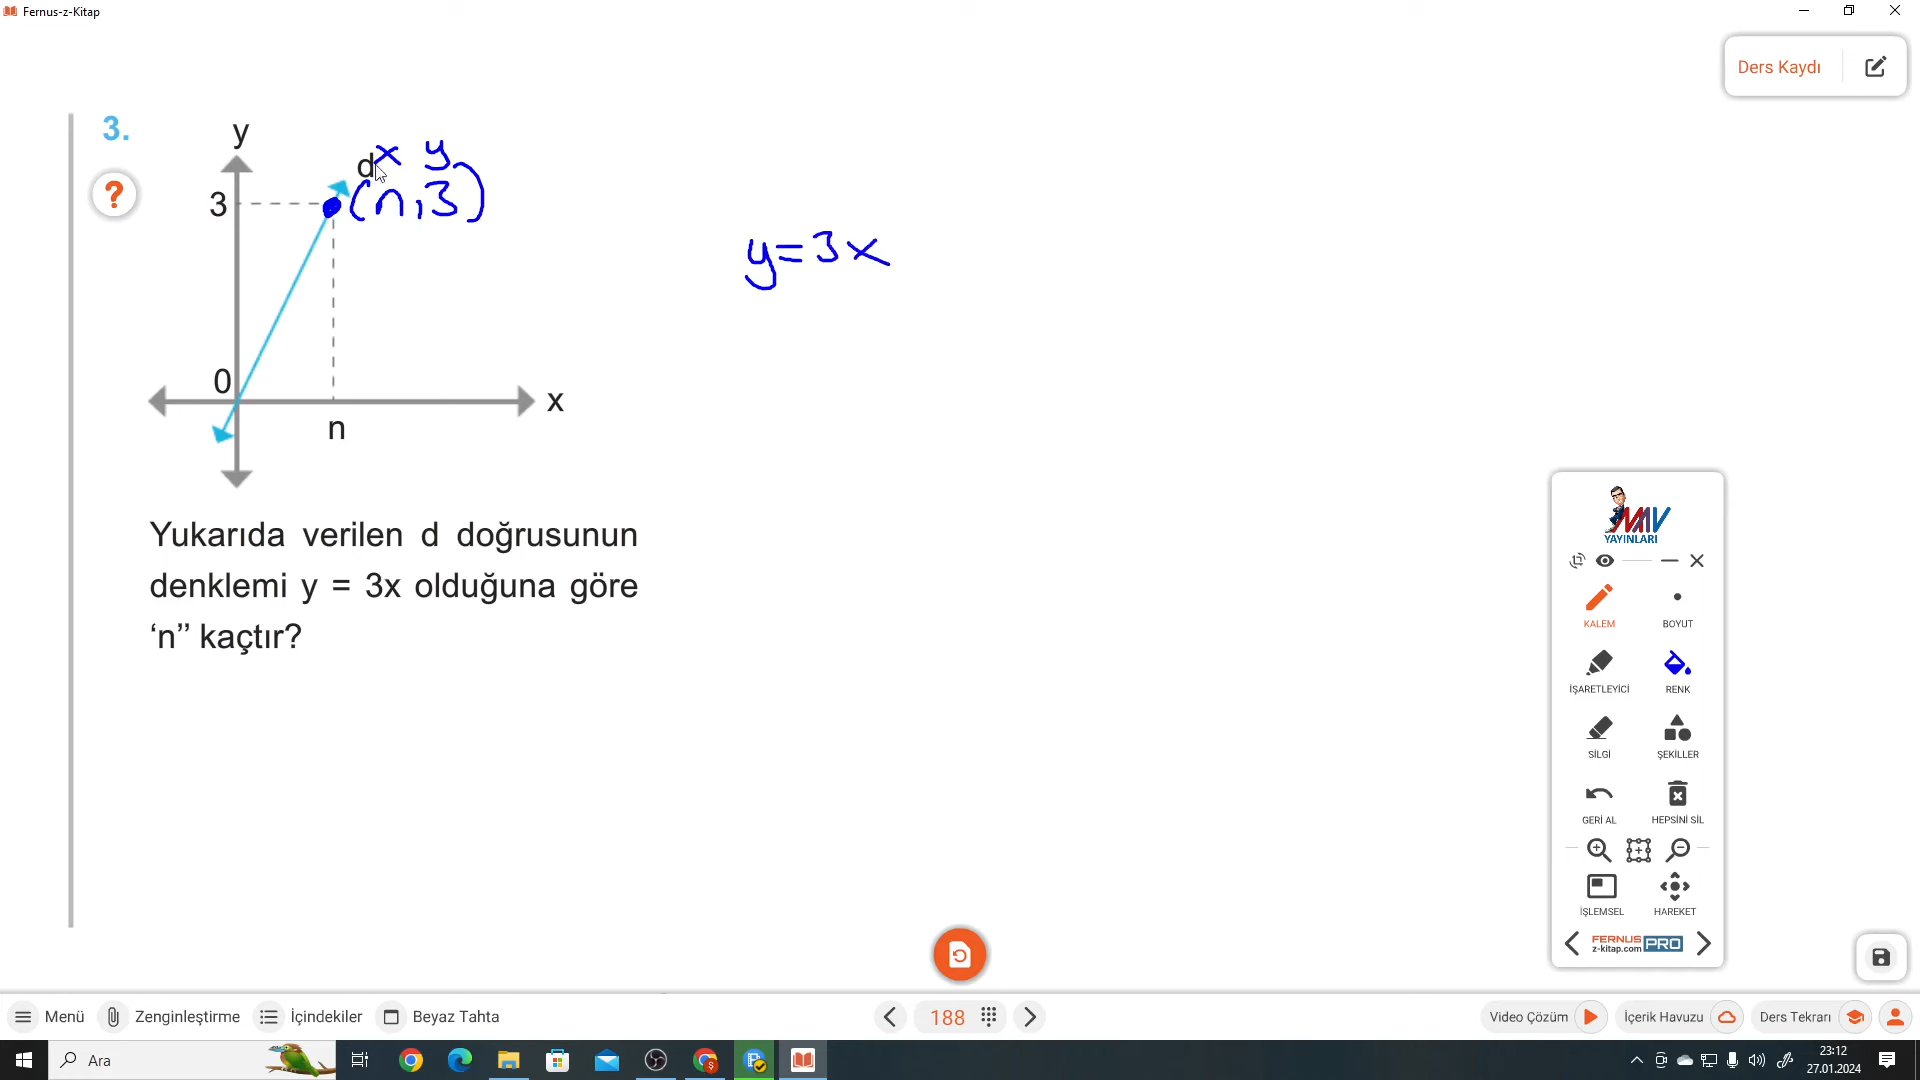 Fernus-z-Kitap
Ders Kaydı
3.
y
d
x y
3
(n,3)
?
y=3x
0
x
n
Yukarıda verilen d doğrusunun
denklemi y = 3x olduğuna göre
‘n’’ kaçtır?
MAV
YAYINLARI
KALEM
BOYUT
İŞARETLEYİCİ
RENK
SİLGİ
ŞEKİLLER
GERİ AL
HEPSİNİ SİL
İŞLEMSEL
HAREKET
FERNUS
z-kitap.com PRO
Menü
Zenginleştirme
İçindekiler
Beyaz Tahta
188
Video Çözüm
İçerik Havuzu
Ders Tekrarı
Ara
23:12
27.01.2024